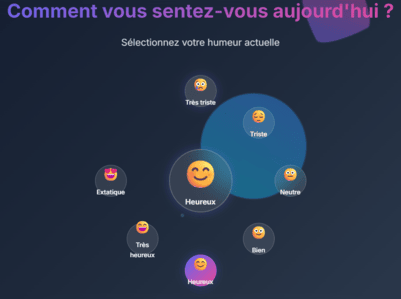 Comment vous sentez-vous aujourd'hui ?
Sélectionnez votre humeur actuelle
Très triste
Triste
Extatique
Heureux
Neutre
Très
heureux
Bien
Heureux